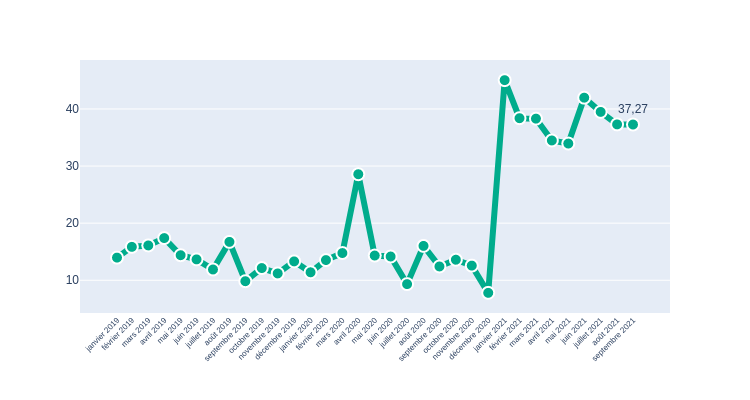 40
30
20
10
37,27
janvier 2019
février 2019
mars 2019
avril 2019
mai 2019
juin 2019
juillet 2019
août 2019
septembre 2019
octobre 2019
novembre 2019
décembre 2019
janvier 2020
février 2020
mars 2020
avril 2020
mai 2020
juin 2020
juillet 2020
août 2020
septembre 2020
octobre 2020
novembre 2020
décembre 2020
janvier 2021
février 2021
mars 2021
avril 2021
mai 2021
juin 2021
juillet 2021
août 2021
septembre 2021